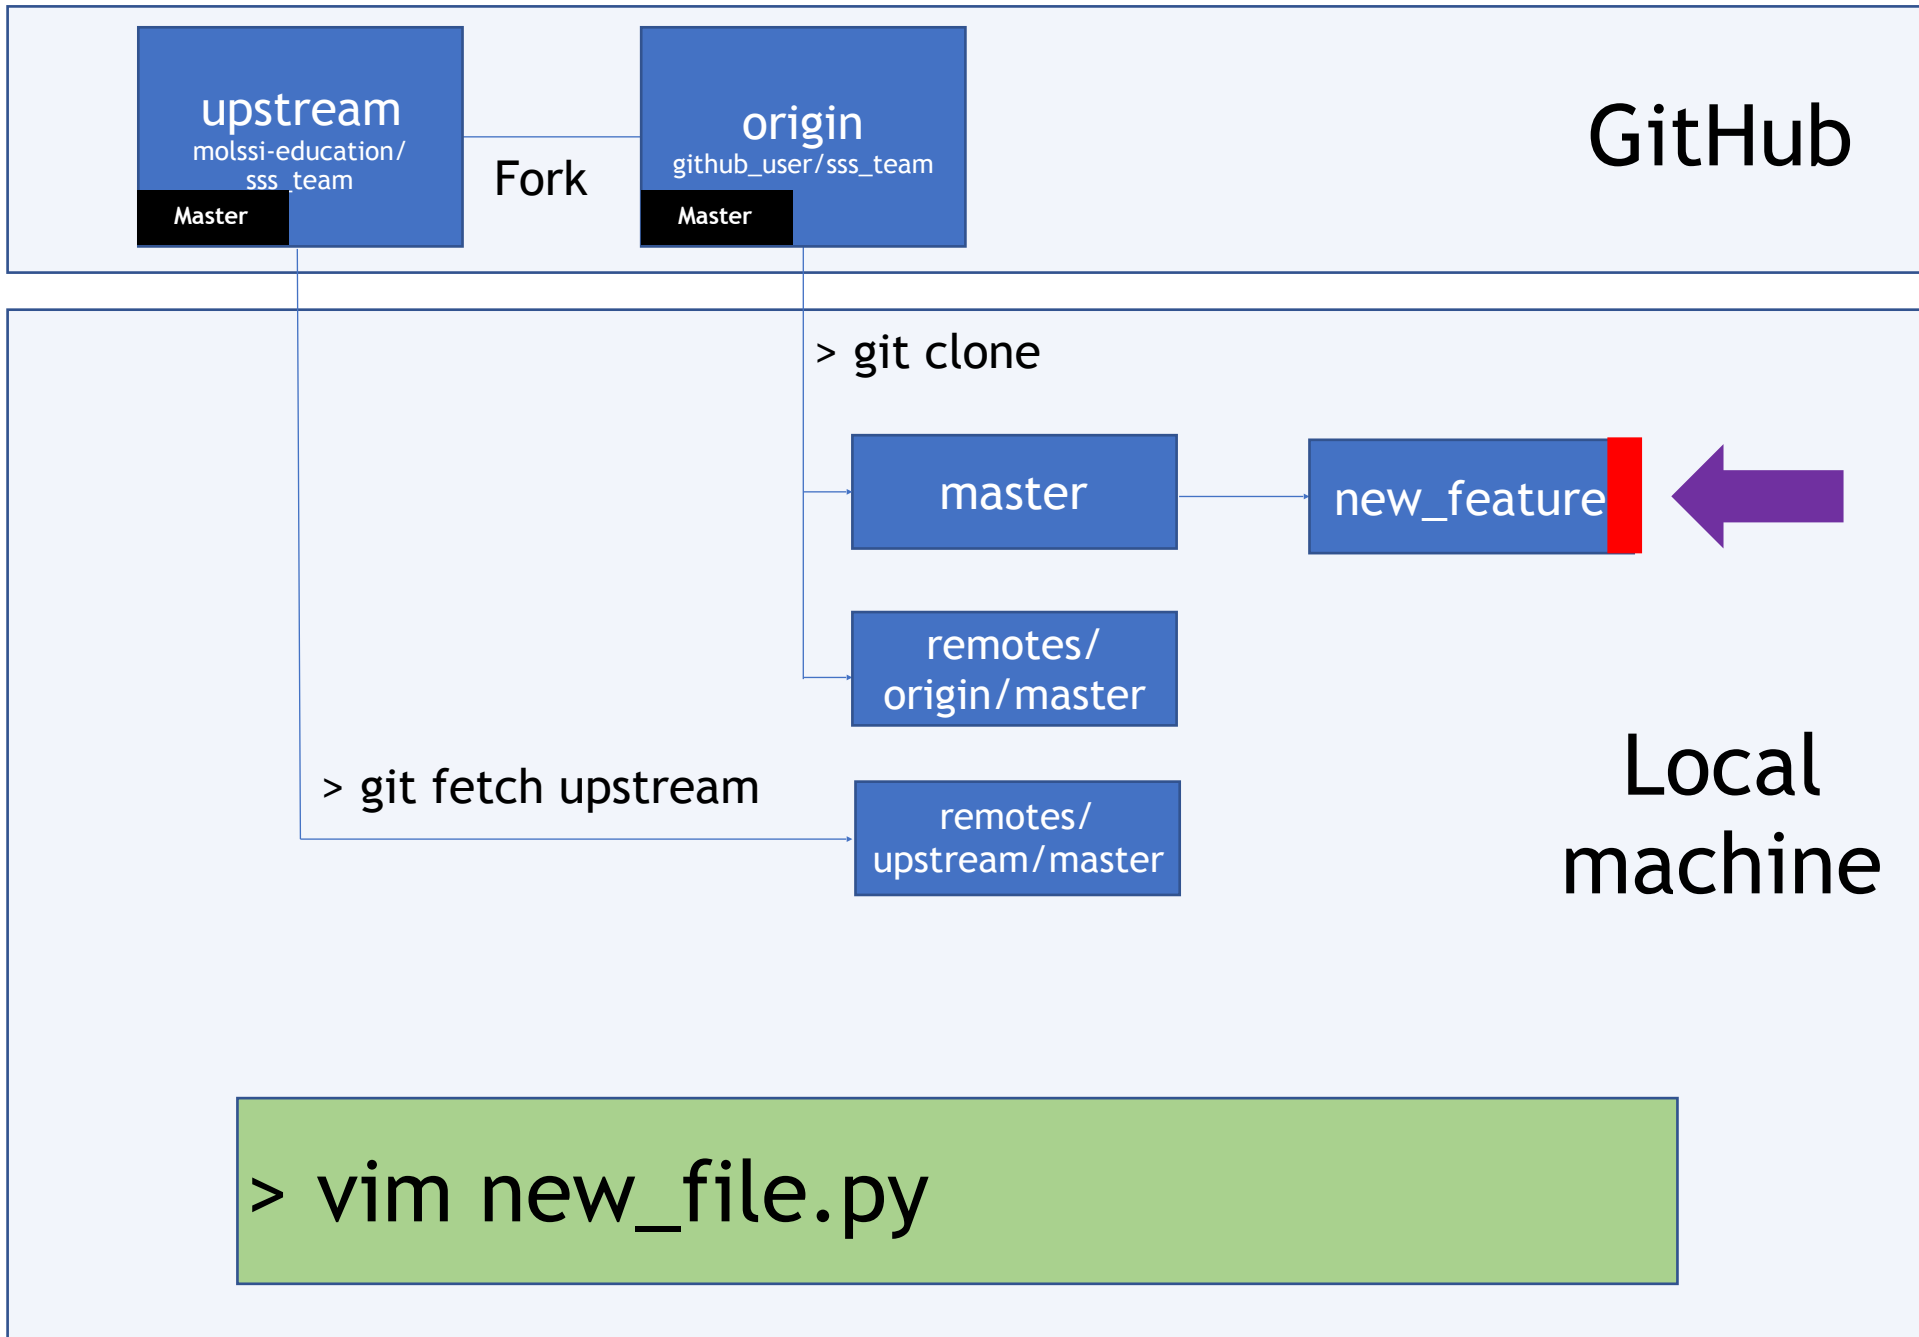 upstream
molssi-education/
sss_team
Master
Fork
origin
github_user/sss_team
Master
GitHub
> git clone
master
new_feature
remotes/
origin/master
> git fetch upstream
remotes/
upstream/master
Local
machine
> vim new_file.py